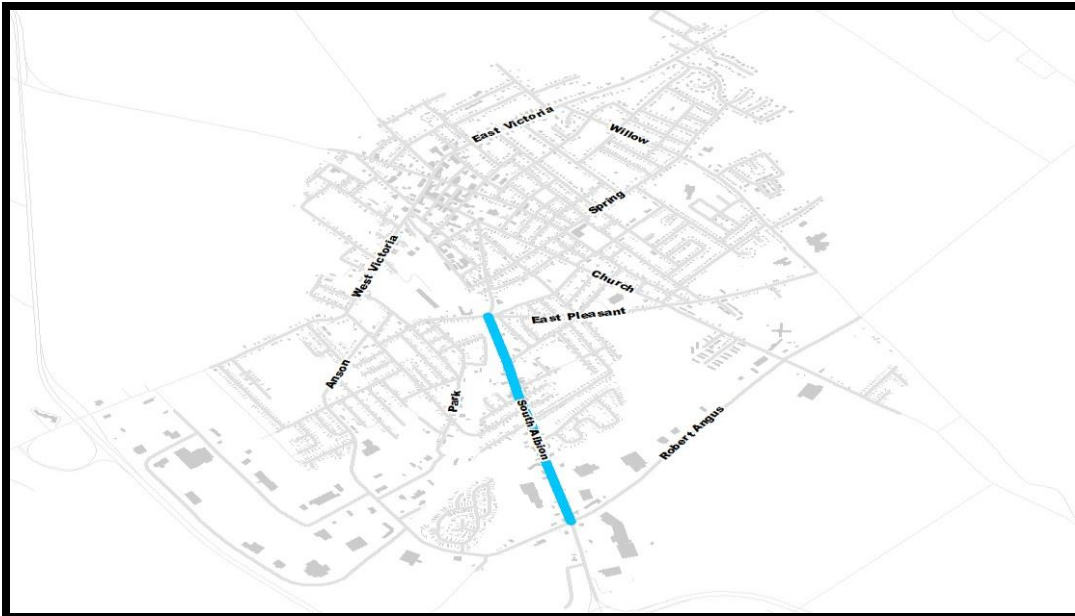 East Victoria
Willow
Spring
West Victoria
Church
East Pleasant
Anson
Park
South Albion
Robert Angus